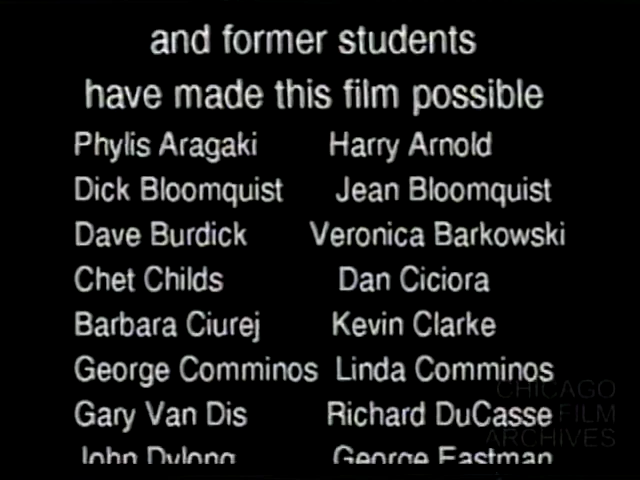 and former students
have made this film possible
Phylis Aragaki Harry Arnold
Dick Bloomquist Jean Bloomquist
Dave Burdick Veronica Barkowski
Chet Childs Dan Ciciora
Barbara Ciurej Kevin Clarke
George Comminos Linda Comminos
Gary Van Dis Richard DuCasse
John Dylong George Eastman
CHICAGO
FILM
ARCHIVES